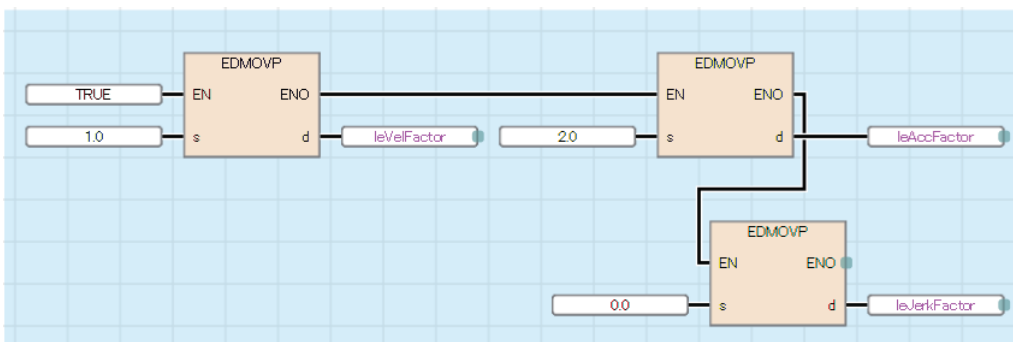 EDMOVP EDMOVP
TRUE EN ENO EN ENO
1.0 s d leVelFactor 2.0 s d leAccFactor
EDMOVP
EN ENO
0.0 s d leJerkFactor